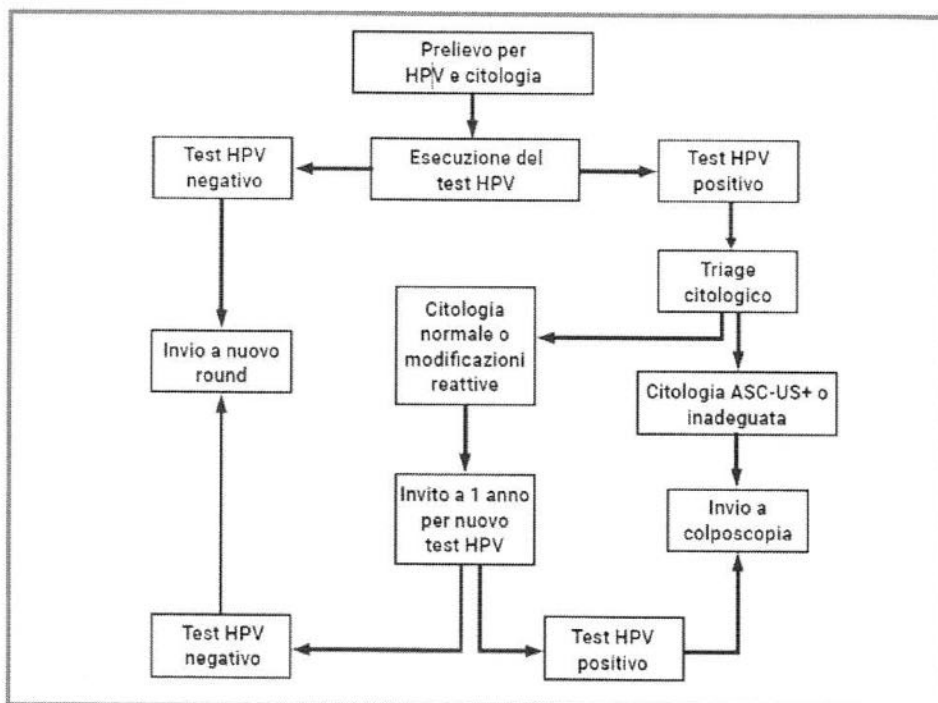 Prelievo per
HPV e citologia
Test HPV
negativo
Esecuzione del
test HPV
Test HPV
positivo
Triage
citologico
Citologia
normale o
modificazioni
reattive
Invio a nuovo
round
Citologia ASC-US+ o
inadeguata
Invito a 1 anno
per nuovo
test HPV
Invio a
colposcopia
Test HPV
negativo
Test HPV
positivo